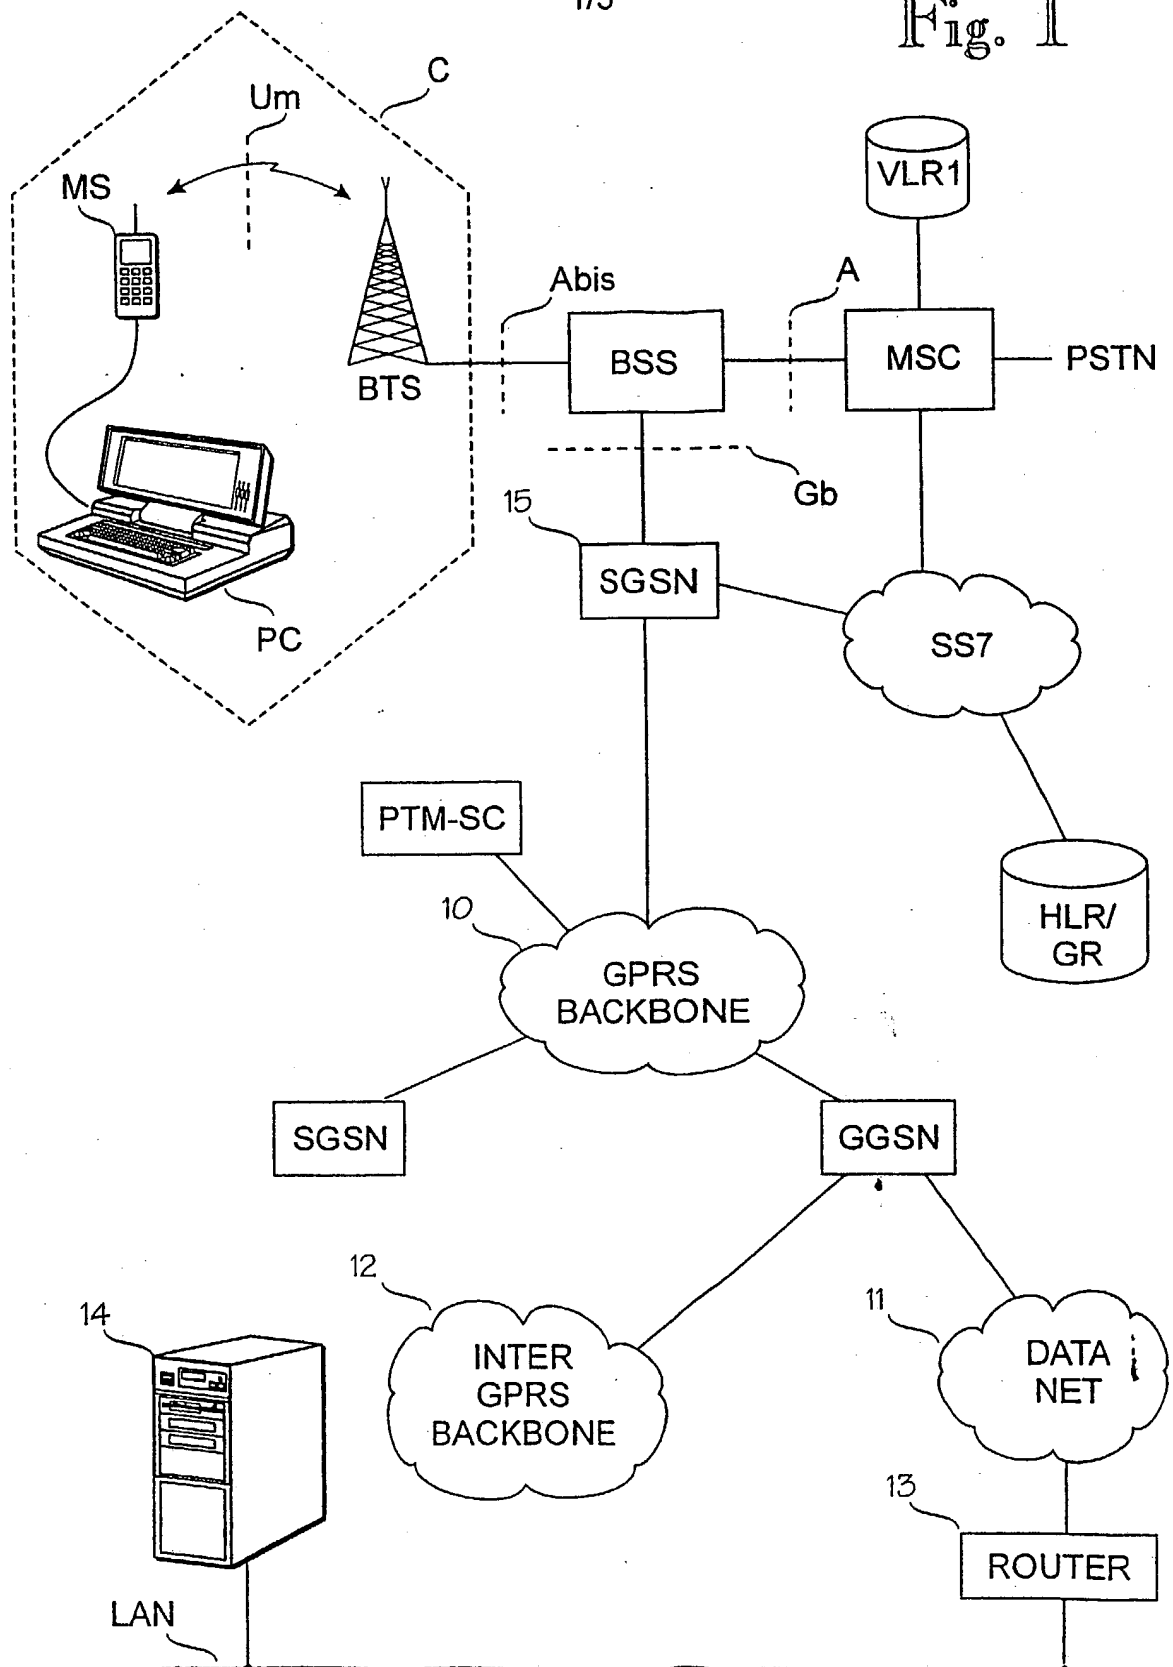 1/3
Fig. 1
C
Um
MS
VLR1
Abis
A
BSS
MSC
PSTN
BTS
Gb
15
SGSN
SS7
PC
PTM-SC
10
HLR/
GR
GPRS
BACKBONE
SGSN
GGSN
12
11
14
INTER
GPRS
BACKBONE
DATA
NET
13
ROUTER
LAN